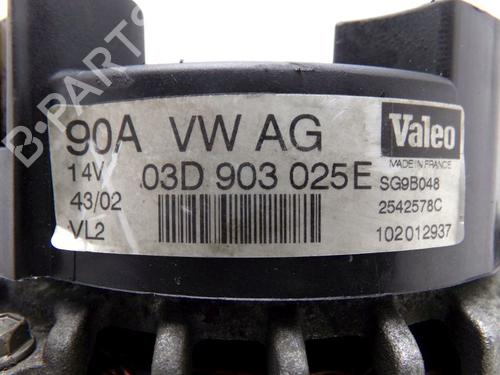 B-PARTS
90A VW AG
14V 03D 903 025E
43/02
VL2
Valeo
MADE IN FRANCE
SG9B048
2542578C
102012937